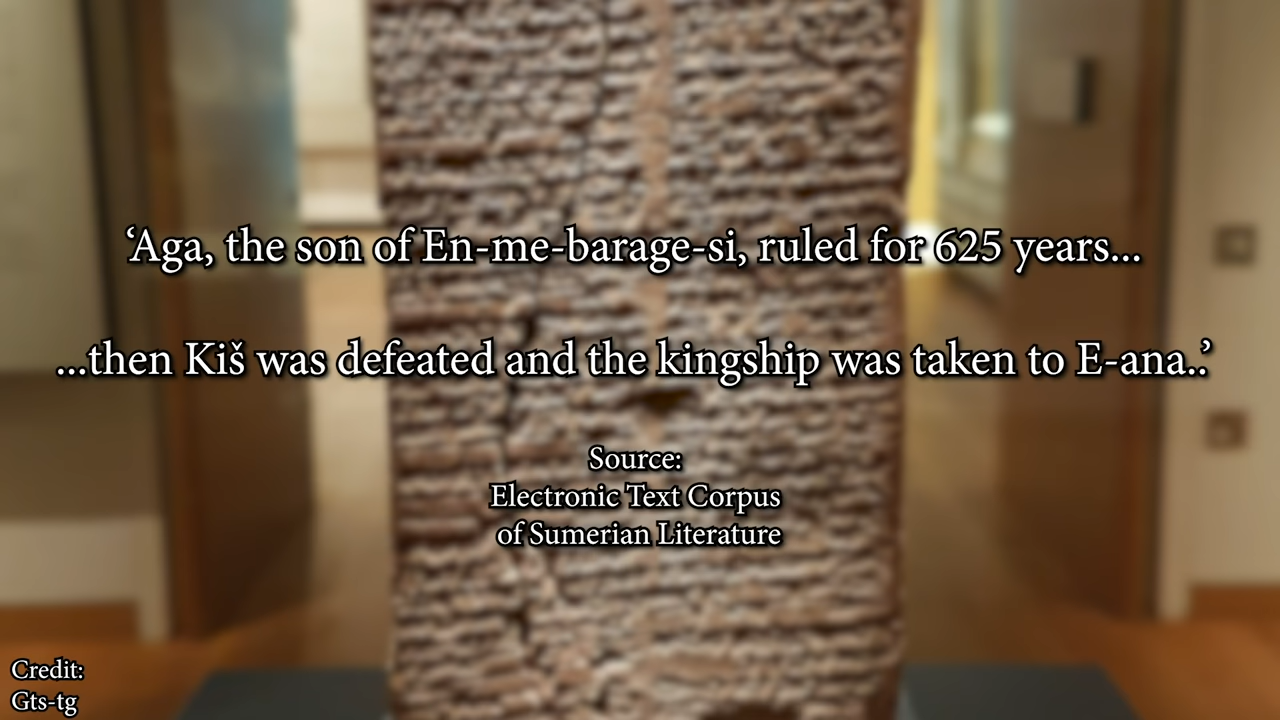 ‘Aga, the son of En-me-barage-si, ruled for 625 years...
...then Kiš was defeated and the kingship was taken to E-ana..’
Source:
Electronic Text Corpus
of Sumerian Literature
Credit:
Gts-tg